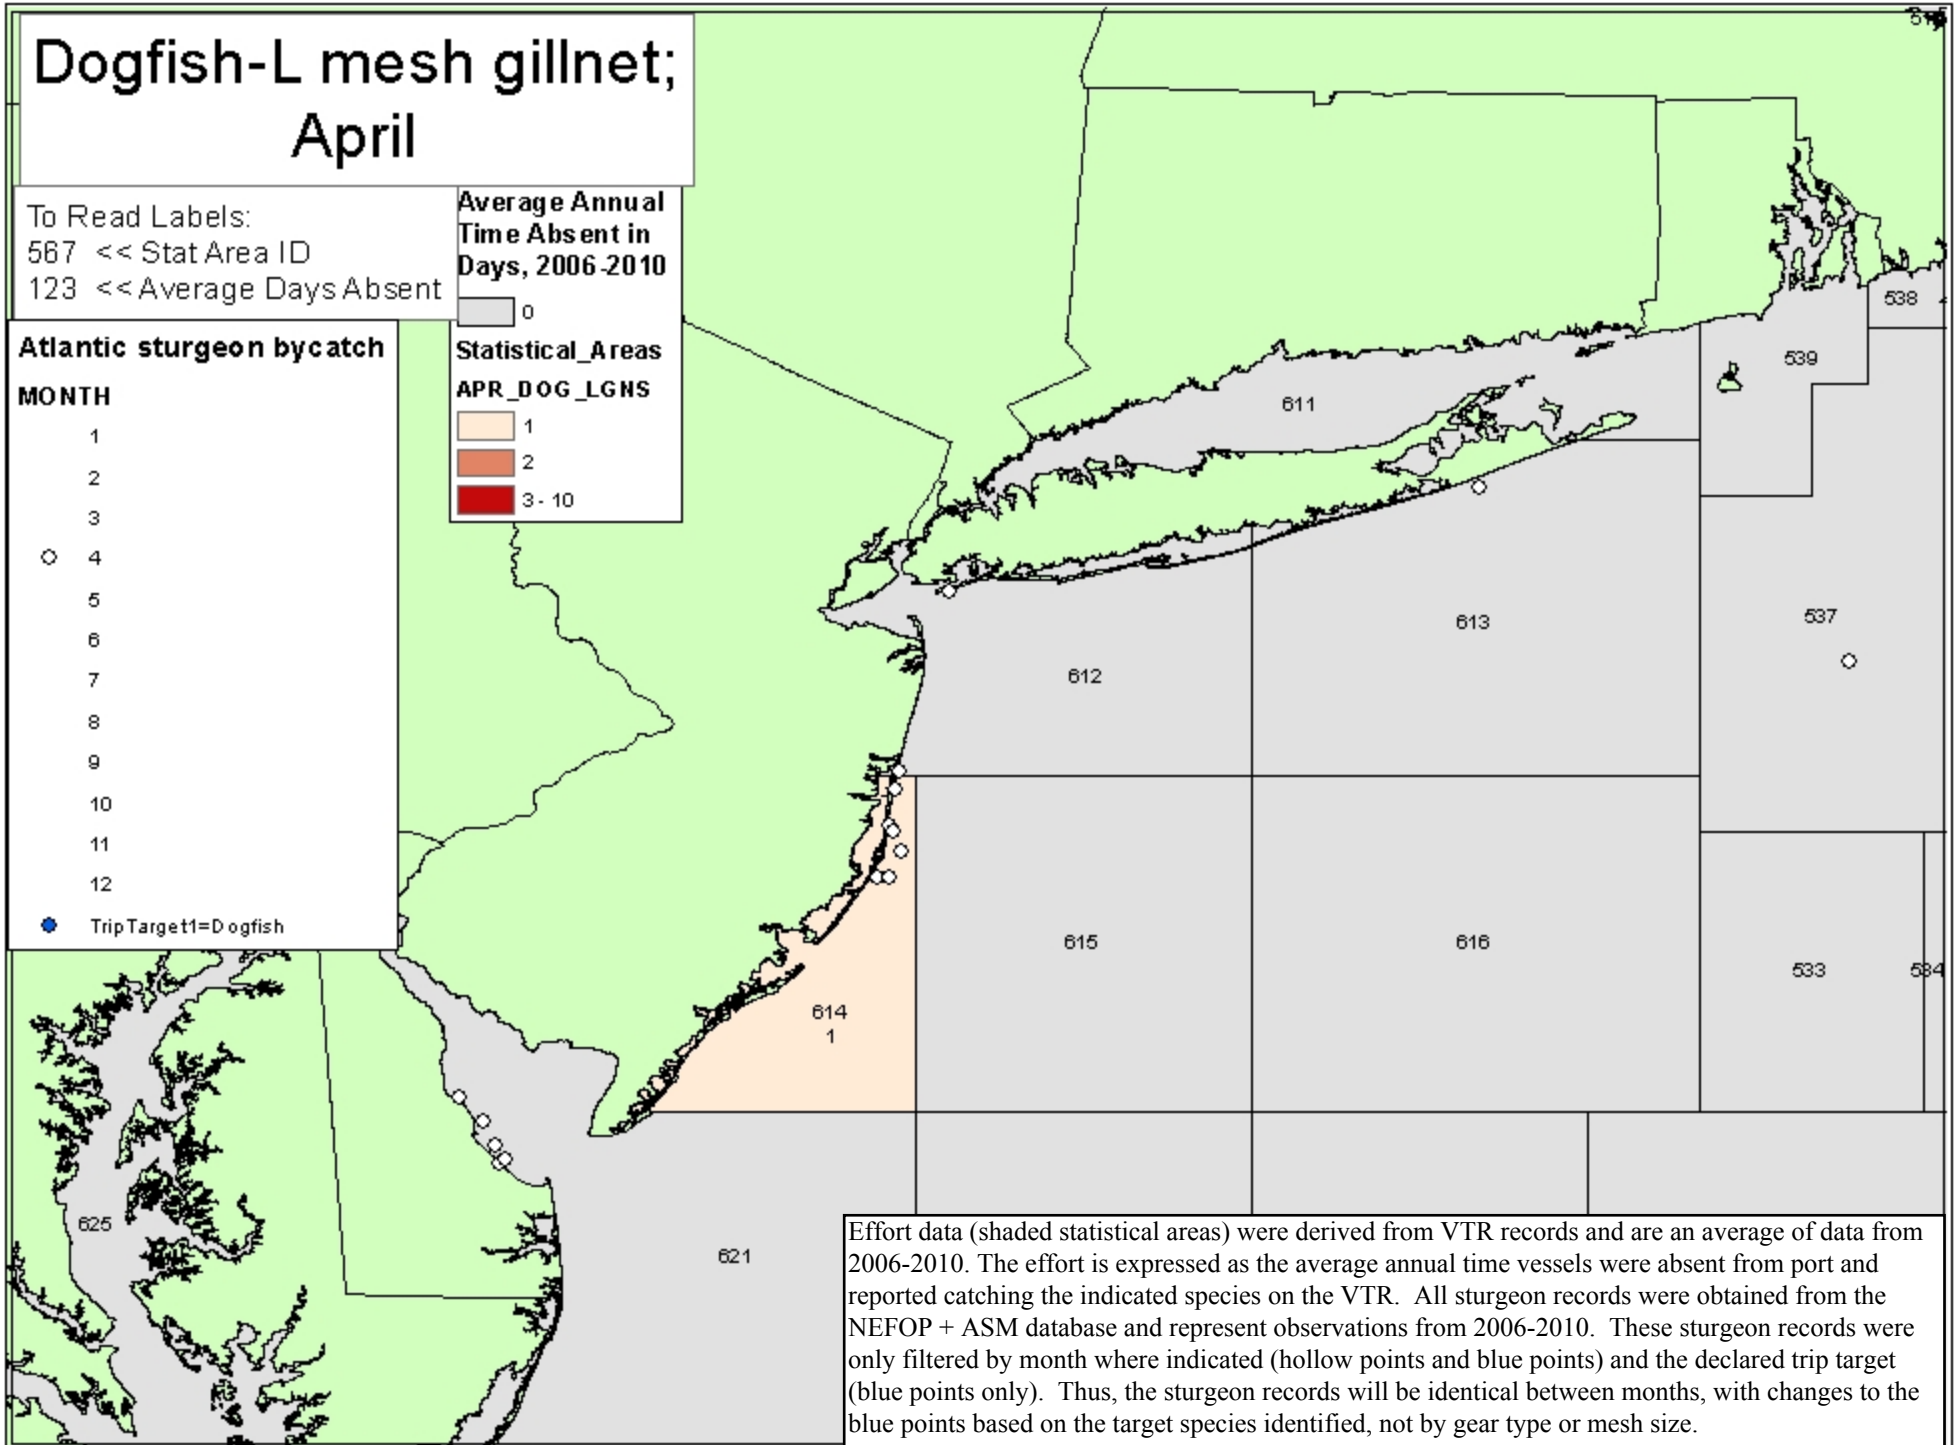 Dogfish-L mesh gillnet;
April
To Read Labels:
567 << Stat Area ID
123 << Average Days Absent
Average Annual
Time Absent in
Days, 2006-2010
0
Statistical_Areas
APR_DOG_LGNS
1
2
3 - 10
Atlantic sturgeon bycatch
MONTH
1
2
3
4
5
6
7
8
9
10
11
12
TripTarget1=Dogfish
538
539
611
613
537
612
615
616
533
534
614
1
625
621
Effort data (shaded statistical areas) were derived from VTR records and are an average of data from
2006-2010. The effort is expressed as the average annual time vessels were absent from port and
reported catching the indicated species on the VTR. All sturgeon records were obtained from the
NEFOP + ASM database and represent observations from 2006-2010. These sturgeon records were
only filtered by month where indicated (hollow points and blue points) and the declared trip target
(blue points only). Thus, the sturgeon records will be identical between months, with changes to the
blue points based on the target species identified, not by gear type or mesh size.